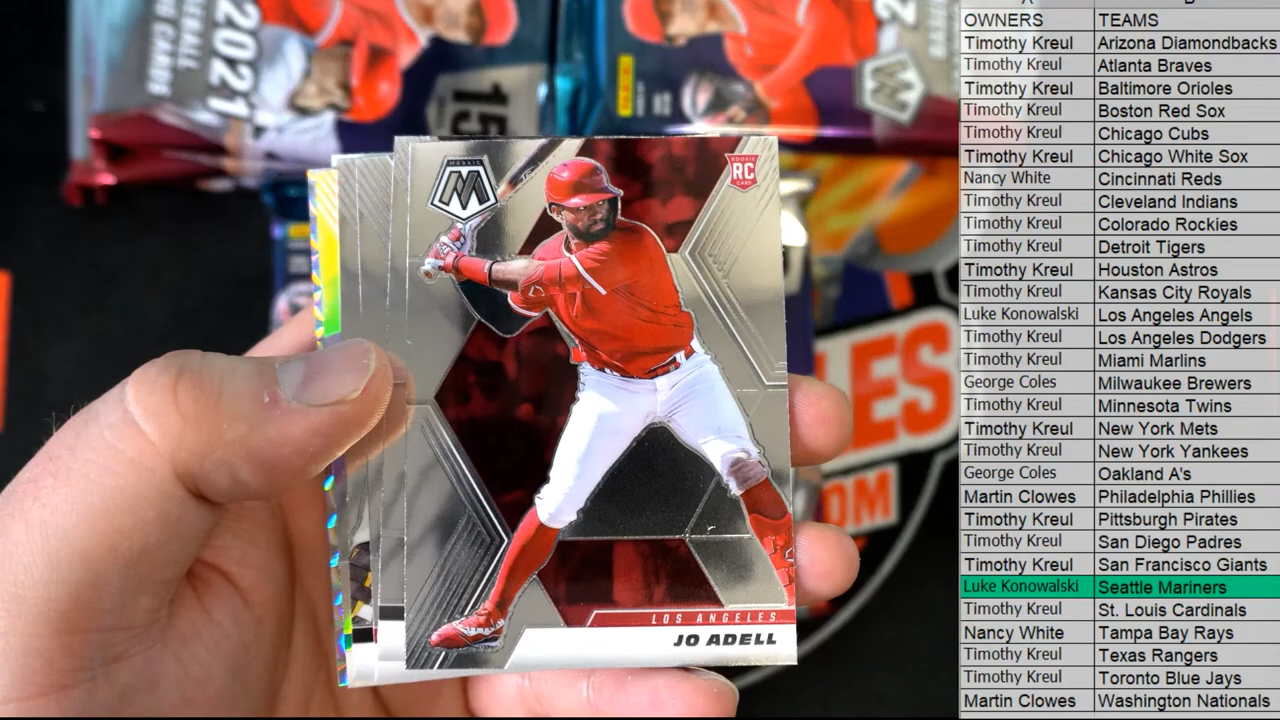 2021
15
MOSAIC
ROOKIE
RC
CARD
LOS ANGELES
JO ADELL
ES
OM
OWNERS TEAMS
Timothy Kreul Arizona Diamondbacks
Timothy Kreul Atlanta Braves
Timothy Kreul Baltimore Orioles
Timothy Kreul Boston Red Sox
Timothy Kreul Chicago Cubs
Timothy Kreul Chicago White Sox
Nancy White Cincinnati Reds
Timothy Kreul Cleveland Indians
Timothy Kreul Colorado Rockies
Timothy Kreul Detroit Tigers
Timothy Kreul Houston Astros
Timothy Kreul Kansas City Royals
Luke Konowalski Los Angeles Angels
Timothy Kreul Los Angeles Dodgers
Timothy Kreul Miami Marlins
George Coles Milwaukee Brewers
Timothy Kreul Minnesota Twins
Timothy Kreul New York Mets
Timothy Kreul New York Yankees
George Coles Oakland A's
Martin Clowes Philadelphia Phillies
Timothy Kreul Pittsburgh Pirates
Timothy Kreul San Diego Padres
Timothy Kreul San Francisco Giants
Luke Konowalski Seattle Mariners
Timothy Kreul St. Louis Cardinals
Nancy White Tampa Bay Rays
Timothy Kreul Texas Rangers
Timothy Kreul Toronto Blue Jays
Martin Clowes Washington Nationals